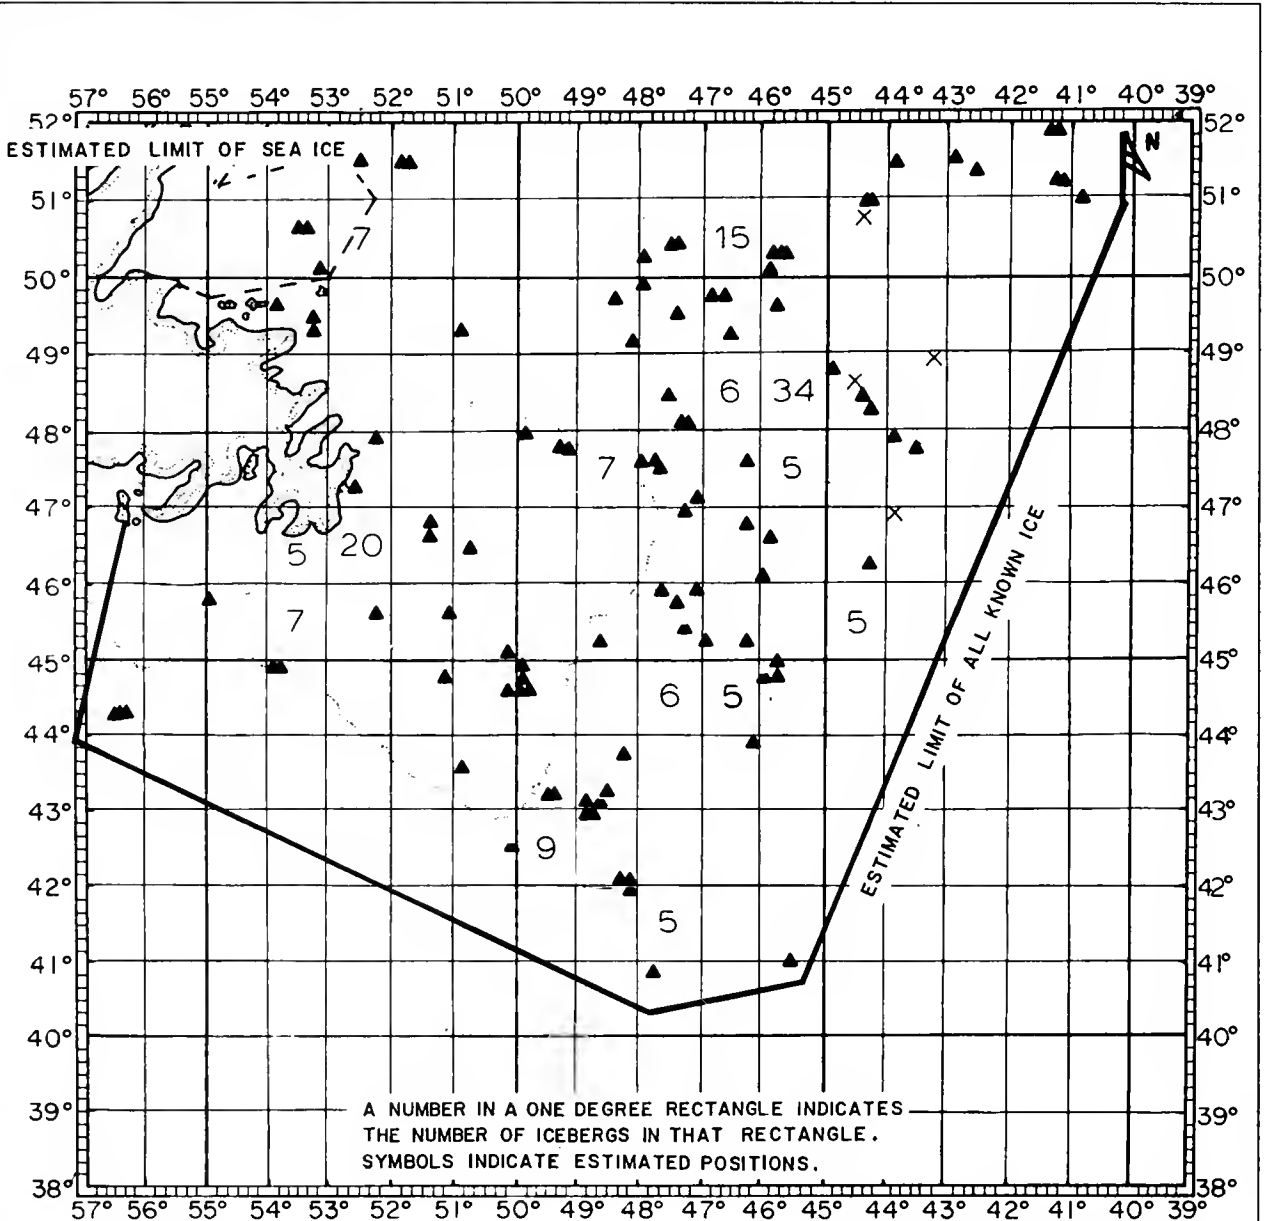 57° 56° 55° 54° 53° 52° 51° 50° 49° 48° 47° 46° 45° 44° 43° 42° 41° 40° 39°
52° 52°
ESTIMATED LIMIT OF SEA ICE
N
51° 51°
7 15
50° 50°
49° 49°
6 34
48° 48°
7 5
47° 47°
5 20
46° 46°
7 5
45° 45°
6 5
44° 44°
43° 43°
9
42° 42°
5
41° 41°
40° 40°
ESTIMATED LIMIT OF ALL KNOWN ICE
A NUMBER IN A ONE DEGREE RECTANGLE INDICATES
39° 39°
THE NUMBER OF ICEBERGS IN THAT RECTANGLE.
SYMBOLS INDICATE ESTIMATED POSITIONS.
38° 38°
57° 56° 55° 54° 53° 52° 51° 50° 49° 48° 47° 46° 45° 44° 43° 42° 41° 40° 39°